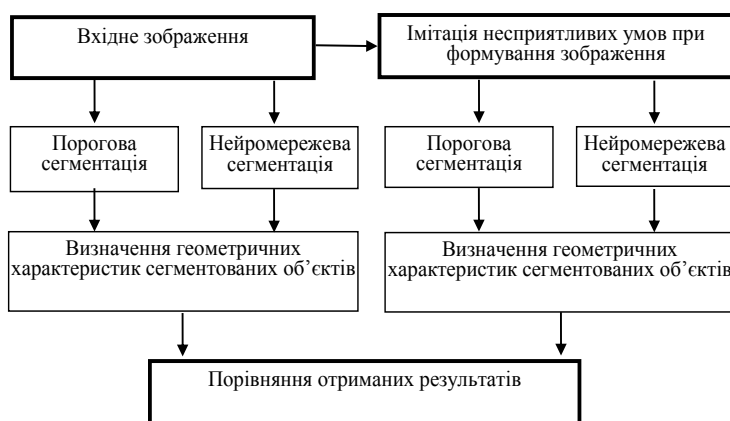 Вхідне зображення
Імітація несприятливих умов при
формування зображення
Порогова
сегментація
Нейромережева
сегментація
Порогова
сегментація
Нейромережева
сегментація
Визначення геометричних
характеристик сегментованих об’єктів
Визначення геометричних
характеристик сегментованих об’єктів
Порівняння отриманих результатів